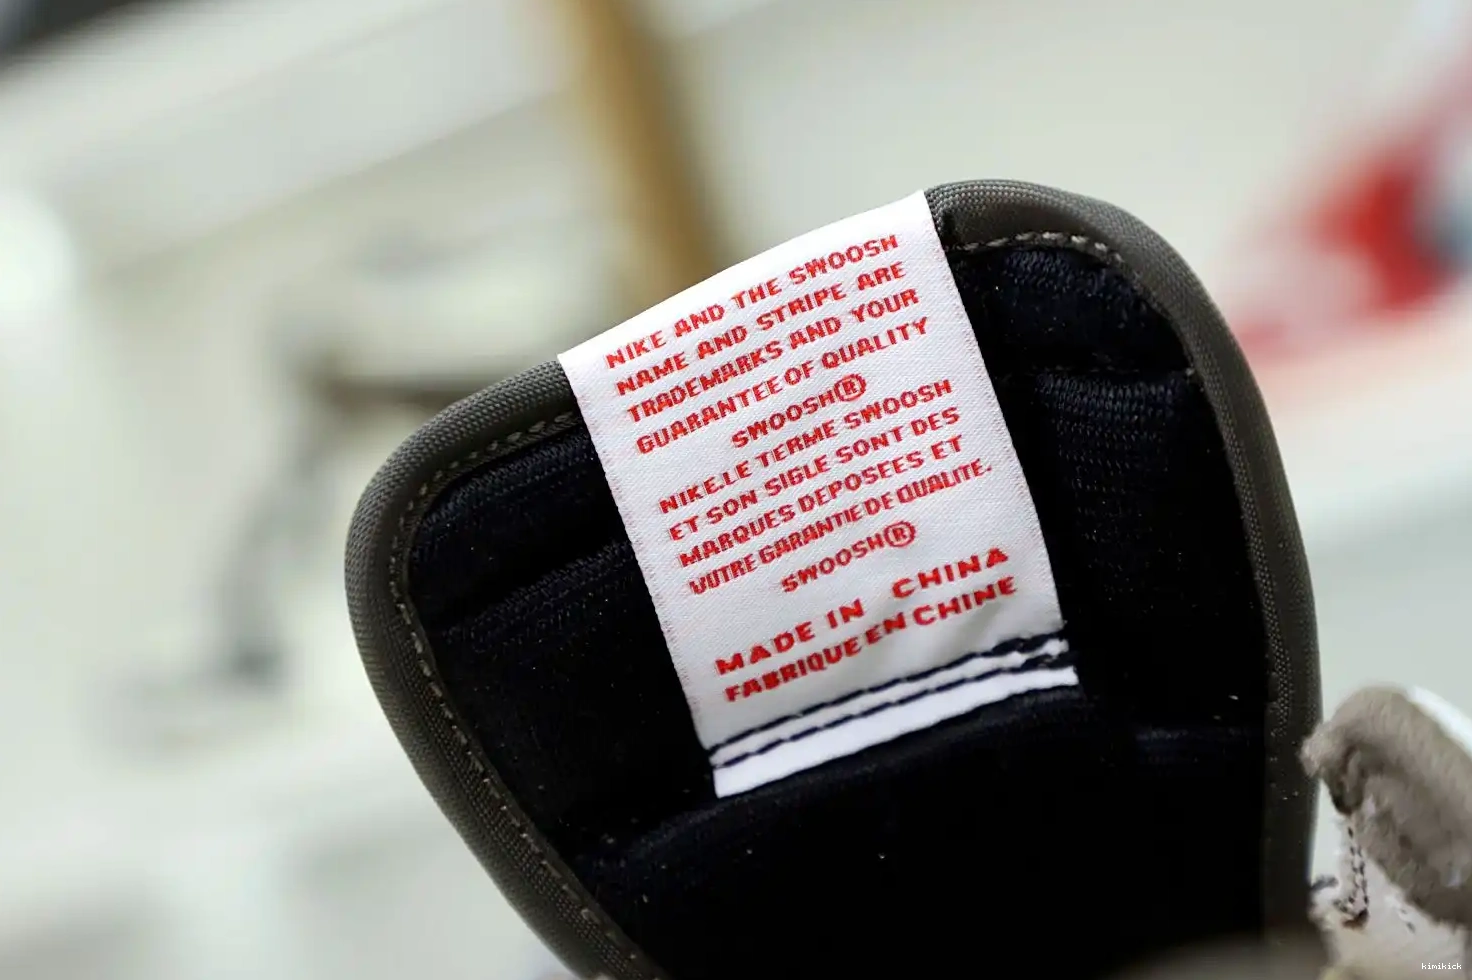 NIKE AND THE SWOOSH
NAME AND STRIPE ARE
TRADEMARKS AND YOUR
GUARANTEE OF QUALITY
SWOOSH®
NIKE.LE TERME SWOOSH
ET SON SIGLE SONT DES
MARQUES DEPOSEES ET
VOTRE GARANTIE DE QUALITE.
SWOOSH®
MADE IN CHINA
FABRIQUE EN CHINE
kimikick